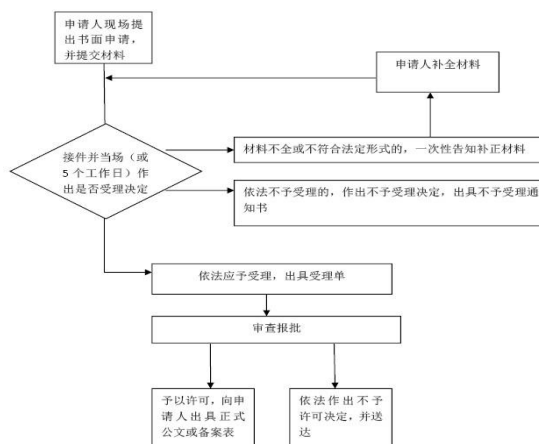 申请人现场提
出书面申请，
并提交材料
申请人补全材料
接件并当场（或
5 个工作日）作
出是否受理决定
材料不全或不符合法定形式的，一次性告知补正材料
依法不予受理的，作出不予受理决定，出具不予受理通
知书
依法应予受理，出具受理单
审查报批
予以许可，向申
请人出具正式
公文或备案表
依法作出不予
许可决定，并送
达